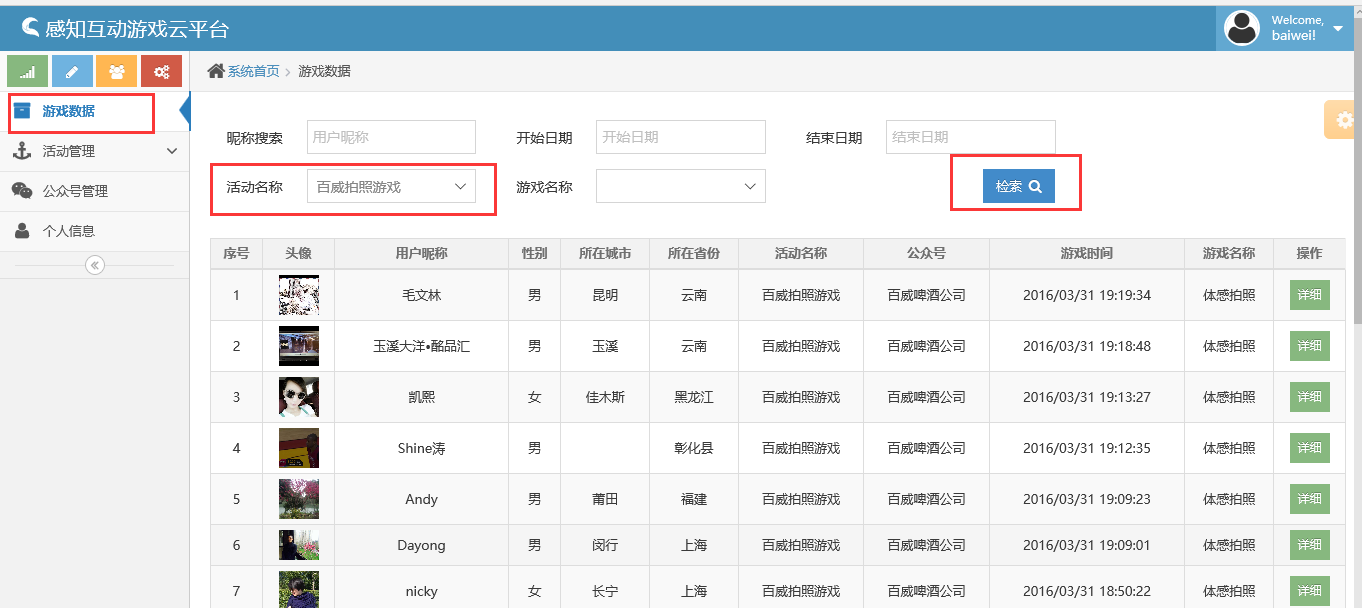 感知互动游戏云平台
Welcome,
baiwei!
系统首页 > 游戏数据
游戏数据
活动管理
公众号管理
个人信息
昵称搜索 用户昵称 开始日期 开始日期 结束日期 结束日期
活动名称 百威拍照游戏 游戏名称 检索
序号 头像 用户昵称 性别 所在城市 所在省份 活动名称 公众号 游戏时间 游戏名称 操作
1 毛文林 男 昆明 云南 百威拍照游戏 百威啤酒公司 2016/03/31 19:19:34 体感拍照 详细
2 玉溪大洋•酩品汇 男 玉溪 云南 百威拍照游戏 百威啤酒公司 2016/03/31 19:18:48 体感拍照 详细
3 凯熙 女 佳木斯 黑龙江 百威拍照游戏 百威啤酒公司 2016/03/31 19:13:27 体感拍照 详细
4 Shine涛 男 彰化县 百威拍照游戏 百威啤酒公司 2016/03/31 19:12:35 体感拍照 详细
5 Andy 男 莆田 福建 百威拍照游戏 百威啤酒公司 2016/03/31 19:09:23 体感拍照 详细
6 Dayong 男 闵行 上海 百威拍照游戏 百威啤酒公司 2016/03/31 19:09:01 体感拍照 详细
7 nicky 女 长宁 上海 百威拍照游戏 百威啤酒公司 2016/03/31 18:50:22 体感拍照 详细